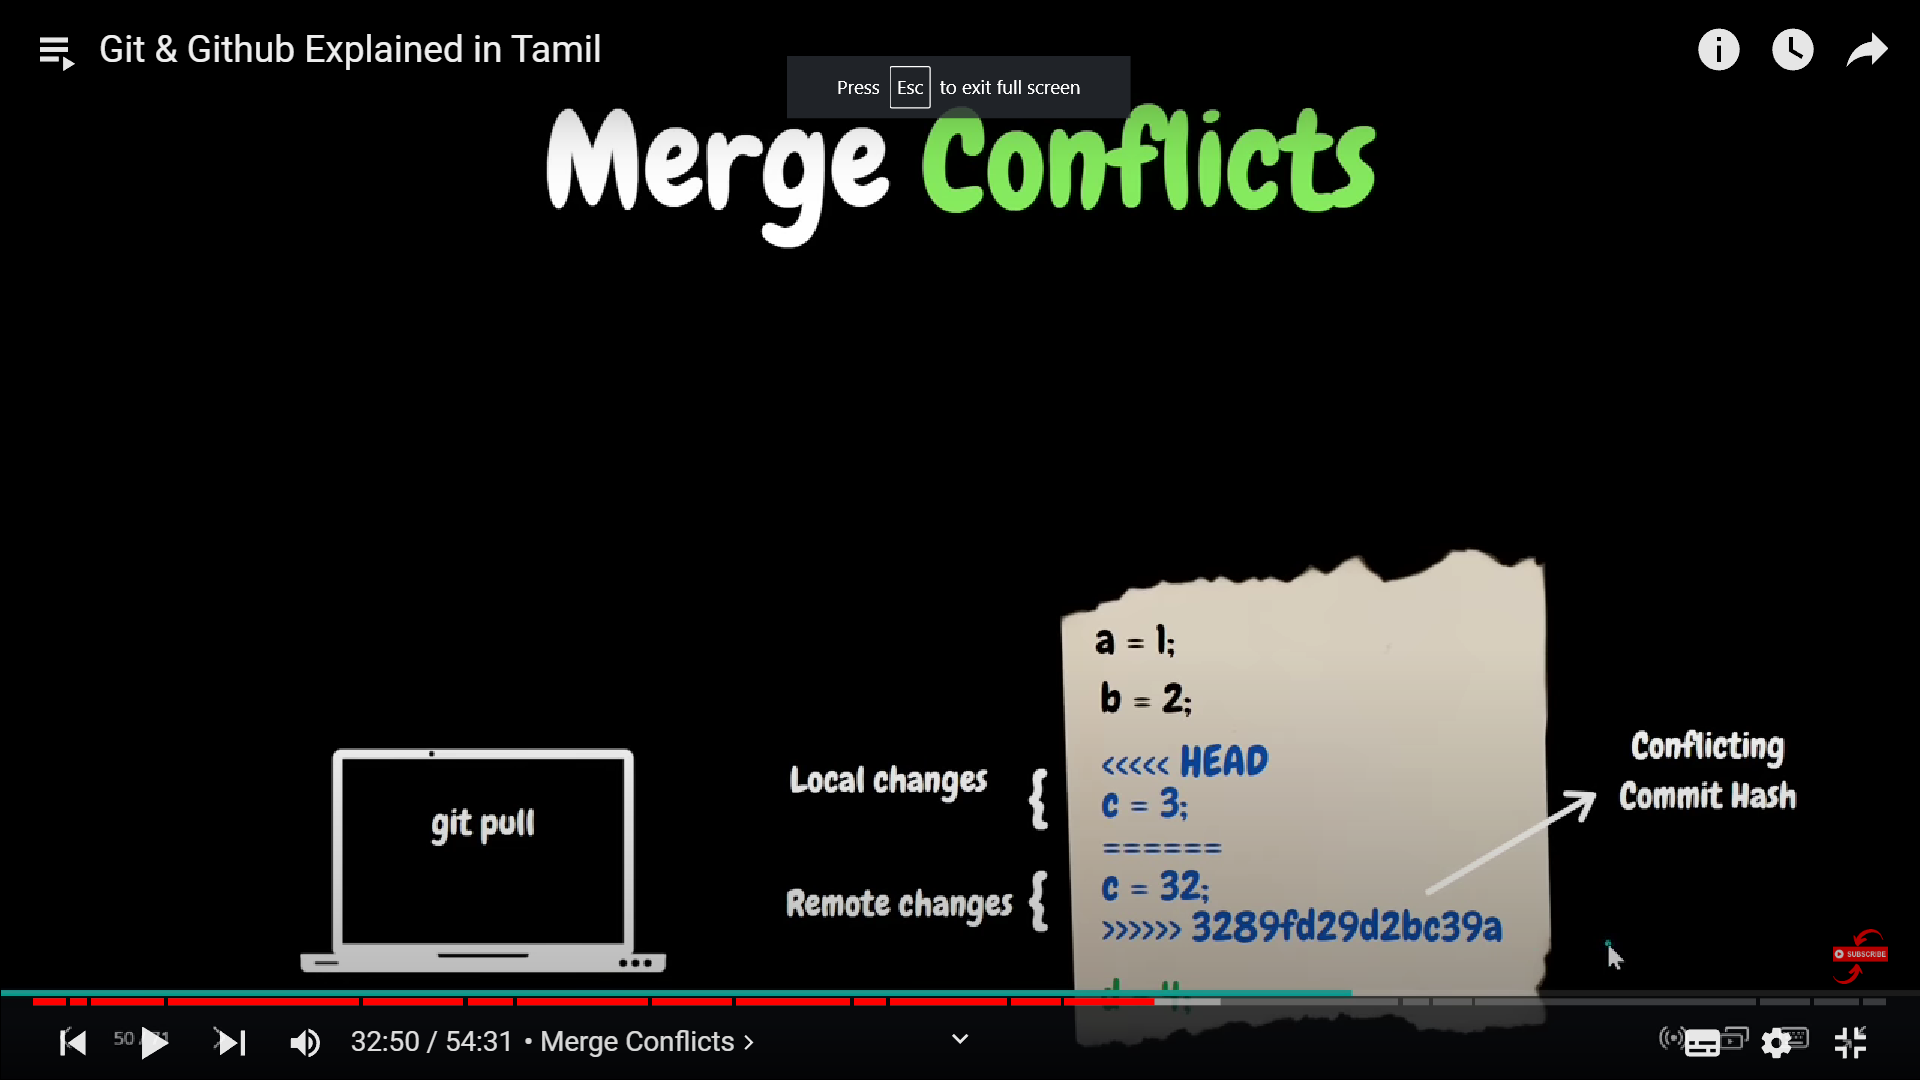 Git & Github Explained in Tamil
Press Esc to exit full screen
Merge Conflicts
a = 1;
b = 2;
<<<<< HEAD
Local changes {
c = 3;
======
c = 32;
Remote changes {
>>>>>> 3289fd29d2bc39a
Conflicting
Commit Hash
git pull
SUBSCRIBE
32:50 / 54:31 • Merge Conflicts >